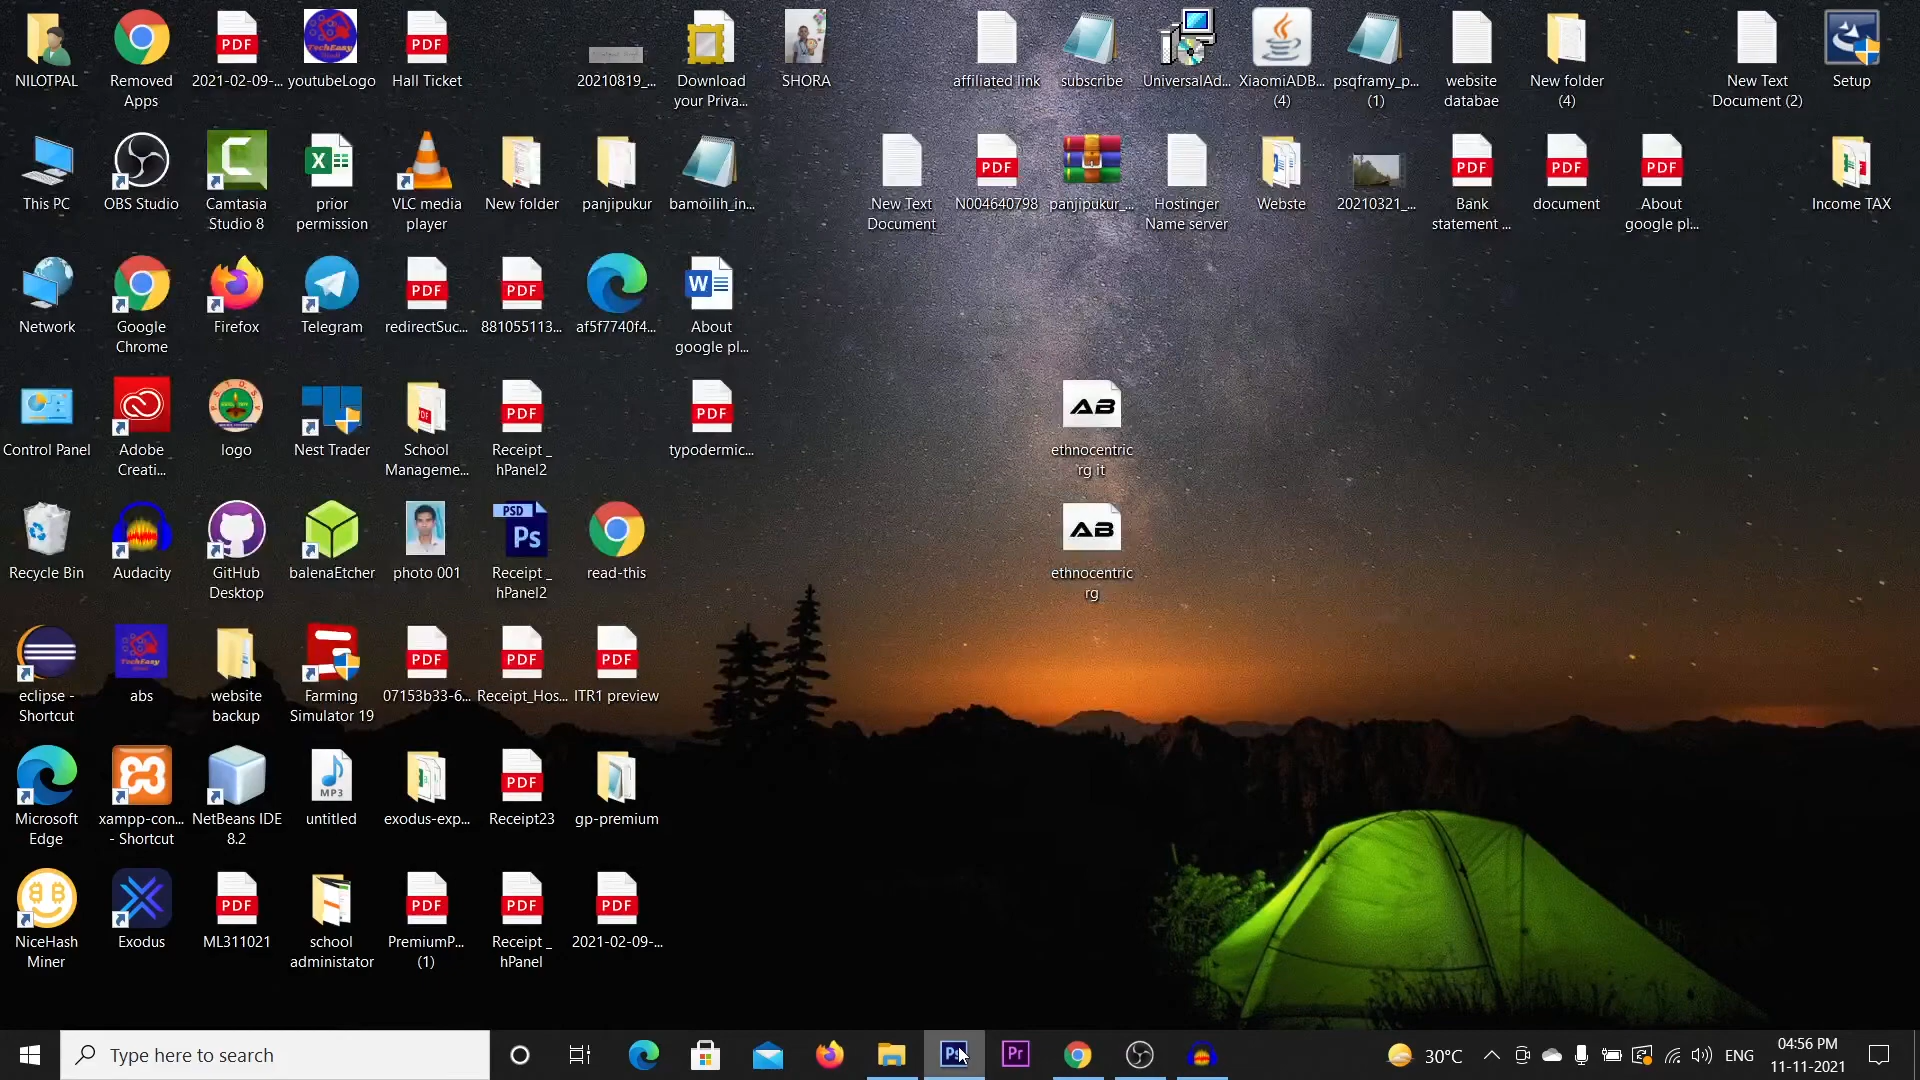 NILOTPAL
Removed
Apps
2021-02-09-...
youtubeLogo
Hall Ticket
20210819_...
Download
your Priva...
SHORA
affiliated link
subscribe
UniversalAd...
XiaomiADB...
(4)
psqframy_p...
(1)
website
databae
New folder
(4)
New Text
Document (2)
Setup
This PC
OBS Studio
Camtasia
Studio 8
prior
permission
VLC media
player
New folder
panjipukur
bamoilih_in...
New Text
Document
N004640798
panjipukur_...
Hostinger
Name server
Webste
20210321_...
Bank
statement ...
document
About
google pl...
Income TAX
Network
Google
Chrome
Firefox
Telegram
redirectSuc...
881055113...
af5f7740f4...
About
google pl...
Control Panel
Adobe
Creati...
logo
Nest Trader
School
Manageme...
Receipt _
hPanel2
typodermic...
ethnocentric
rg it
Recycle Bin
Audacity
GitHub
Desktop
balenaEtcher
photo 001
Receipt _
hPanel2
read-this
ethnocentric
rg
eclipse -
Shortcut
abs
website
backup
Farming
Simulator 19
07153b33-6...
Receipt_Hos...
ITR1 preview
Microsoft
Edge
xampp-con...
- Shortcut
NetBeans IDE
8.2
untitled
exodus-exp...
Receipt23
gp-premium
NiceHash
Miner
Exodus
ML311021
school
administator
PremiumP...
(1)
Receipt _
hPanel
2021-02-09-...
Type here to search
30°C
ENG
04:56 PM
11-11-2021